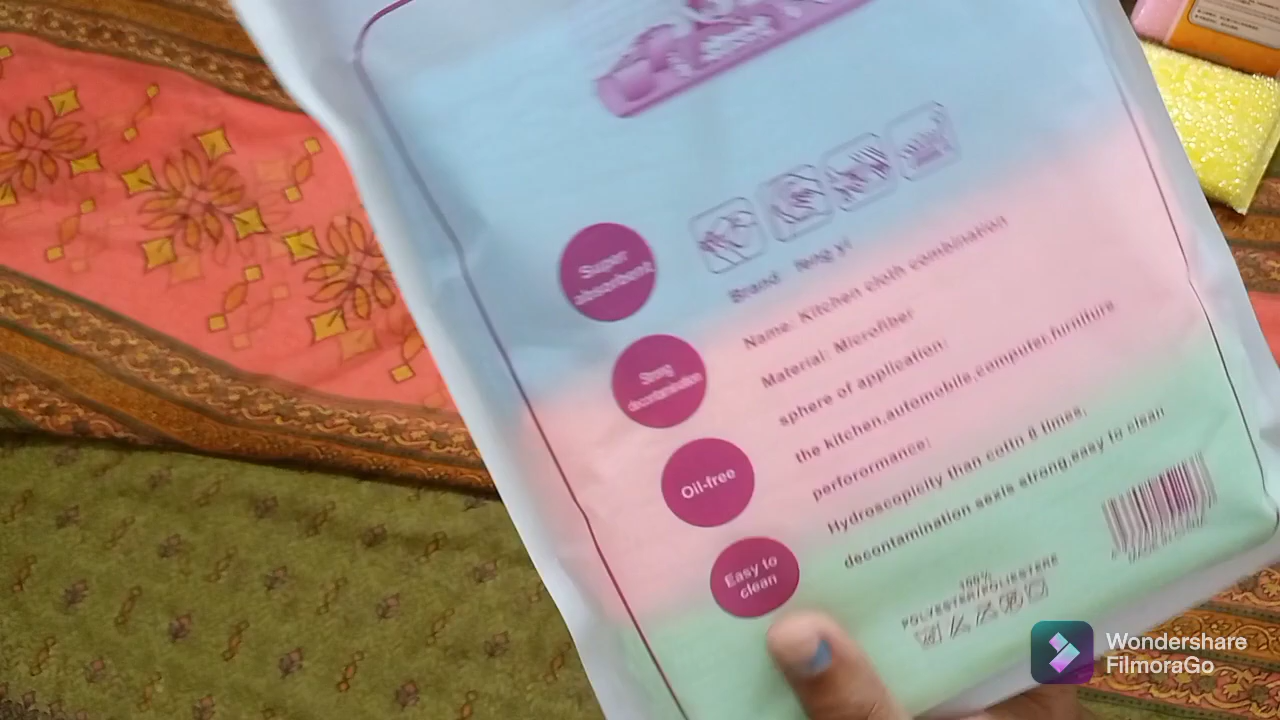 Super
absorbent
Strong
decontamination
Oil-free
Easy to
clean
Brand feng yi
Name: Kitchen cloth combination
Material: Microfiber
sphere of application:
the kitchen,automobile,computer,furniture
perforormance:
Hydroscopicity than cottn 6 times,
decontamination sexis strong,easy to clean
100%
POLYESTER/POLIESTERE
Wondershare
FilmoraGo